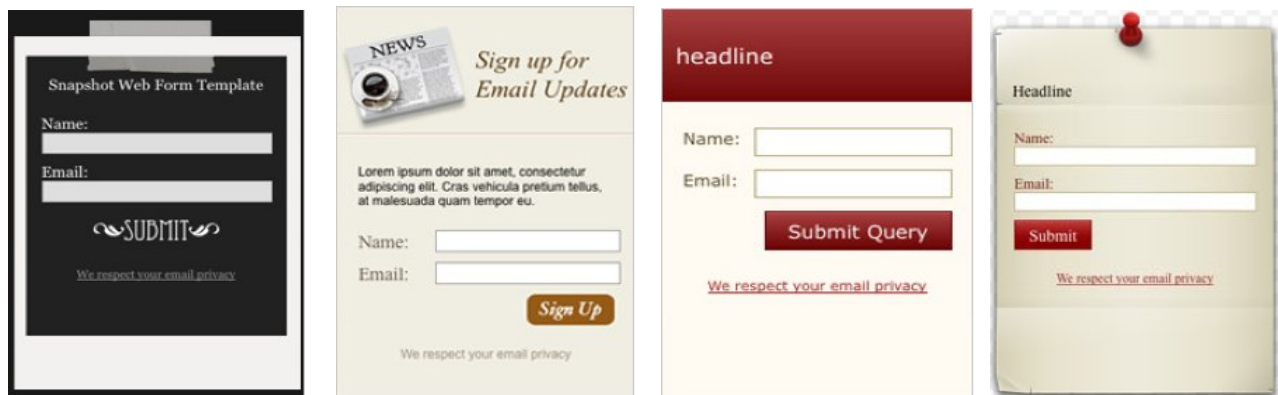 Snapshot Web Form Template
Name:
Email:
SUBMIT
We respect your email privacy
NEWS
Sign up for
Email Updates
Lorem ipsum dolor sit amet, consectetur
adipiscing elit. Cras vehicula pretium tellus,
at malesuada quam tempor eu.
Name:
Email:
Sign Up
We respect your email privacy
headline
Name:
Email:
Submit Query
We respect your email privacy
Headline
Name:
Email:
Submit
We respect your email privacy